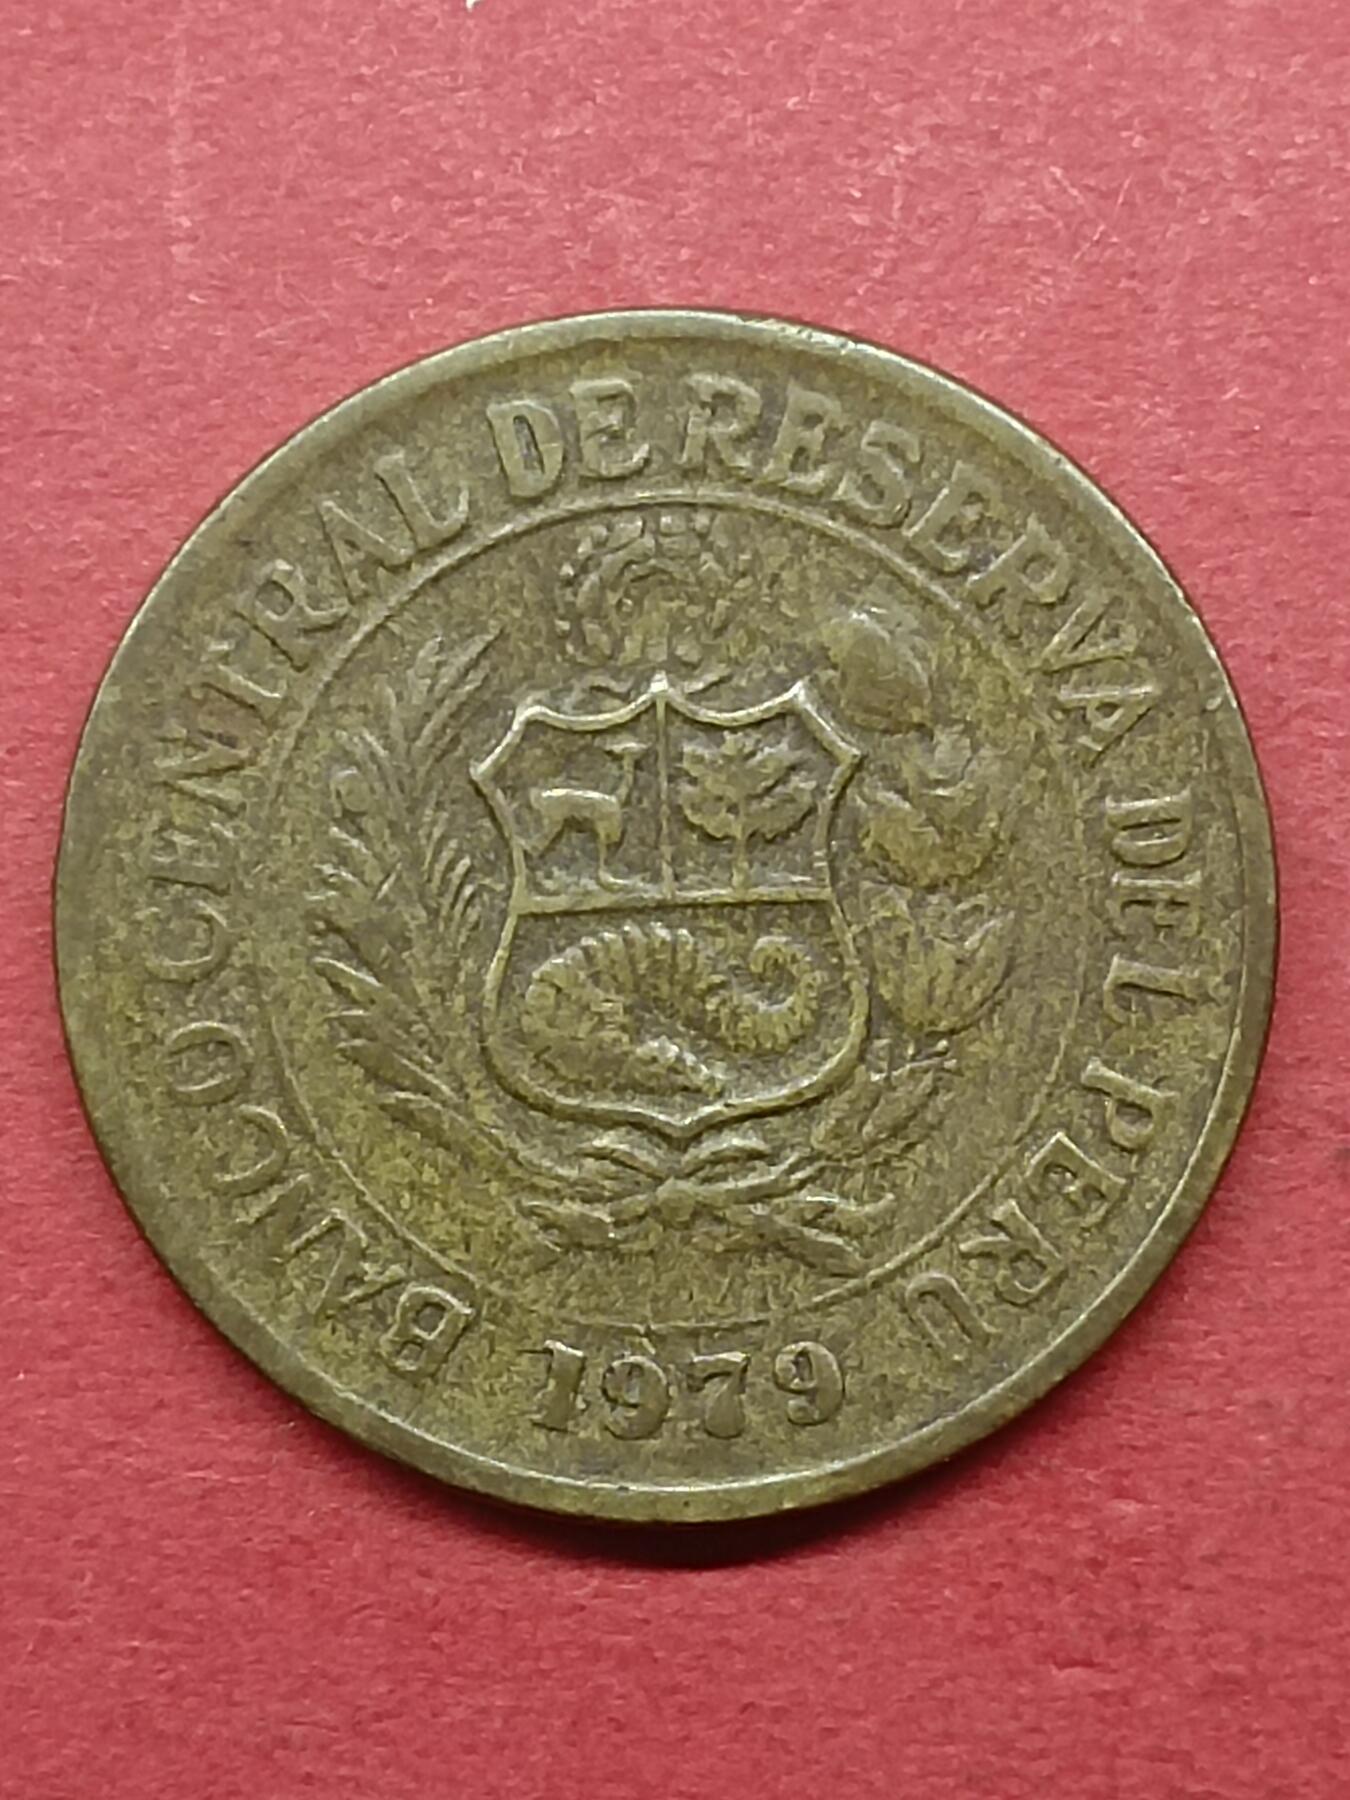 BANCO CENTRAL DE RESERVA DEL PERU
1979